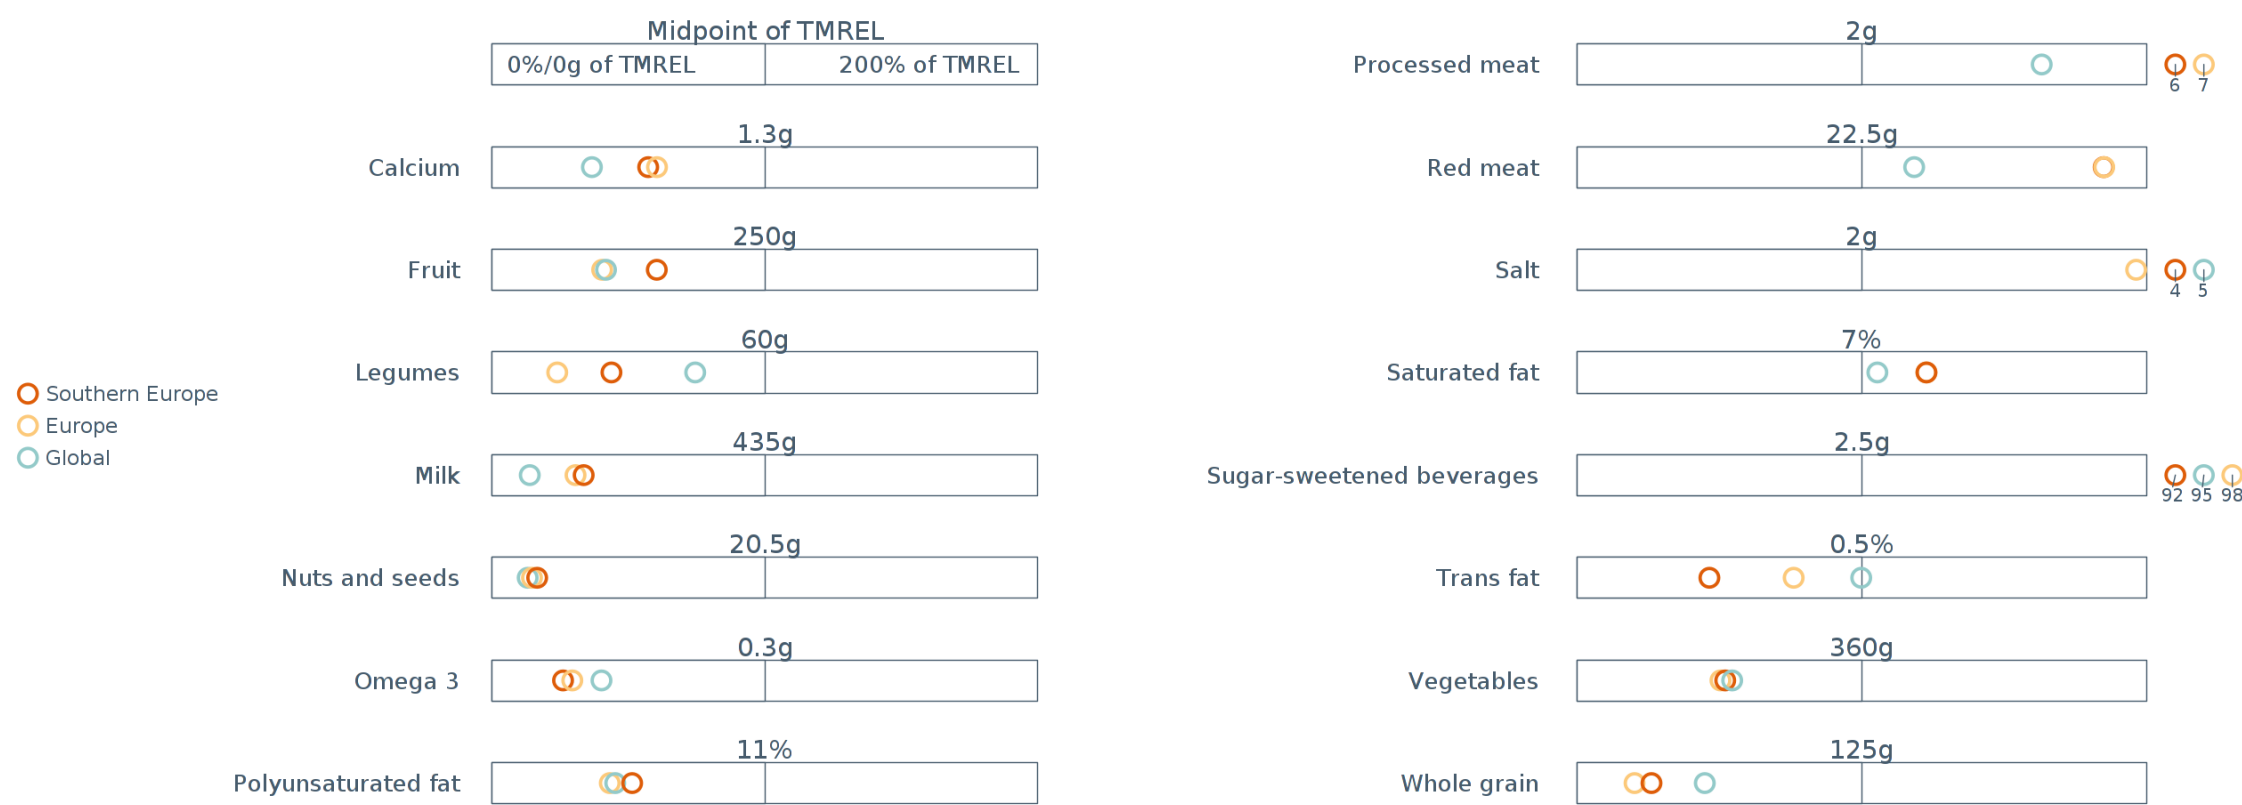 Midpoint of TMREL
0%/0g of TMREL 200% of TMREL
1.3g
Calcium
250g
Fruit
60g
Legumes
435g
Milk
20.5g
Nuts and seeds
0.3g
Omega 3
11%
Polyunsaturated fat
Southern Europe
Europe
Global
2g
Processed meat
6 7
22.5g
Red meat
2g
Salt
4 5
7%
Saturated fat
2.5g
Sugar-sweetened beverages
92 95 98
0.5%
Trans fat
360g
Vegetables
125g
Whole grain